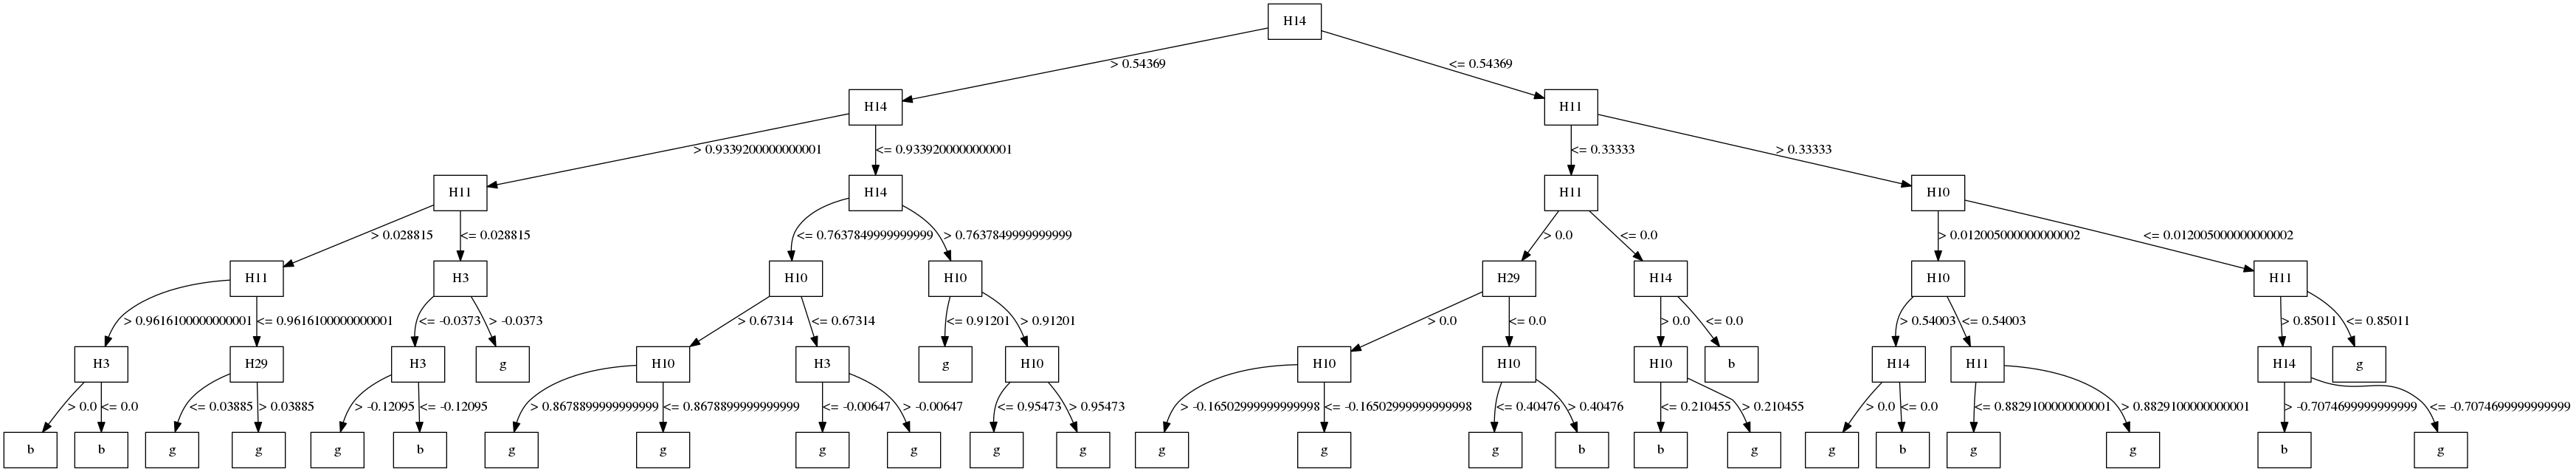 H14
> 0.54369
<= 0.54369
H14
H11
> 0.9339200000000001
<= 0.9339200000000001
<= 0.33333
> 0.33333
H11
H14
H11
H10
> 0.028815
<= 0.028815
<= 0.7637849999999999
> 0.7637849999999999
> 0.0
<= 0.0
> 0.012005000000000002
<= 0.012005000000000002
H11
H3
H10
H10
H29
H14
H10
H11
> 0.9616100000000001
<= 0.9616100000000001
<= -0.0373
> -0.0373
> 0.67314
<= 0.67314
<= 0.91201
> 0.91201
> 0.0
<= 0.0
> 0.0
<= 0.0
> 0.54003
<= 0.54003
> 0.85011
<= 0.85011
H3
H29
H3
g
H10
H3
g
H10
H10
H10
H10
b
H14
H11
H14
g
> 0.0
<= 0.0
<= 0.03885
> 0.03885
> -0.12095
<= -0.12095
> 0.8678899999999999
<= 0.8678899999999999
<= -0.00647
> -0.00647
<= 0.95473
> 0.95473
> -0.16502999999999998
<= -0.16502999999999998
<= 0.40476
> 0.40476
<= 0.210455
> 0.210455
> 0.0
<= 0.0
<= 0.8829100000000001
> 0.8829100000000001
> -0.7074699999999999
<= -0.7074699999999999
b
b
g
g
g
b
g
g
g
g
g
g
g
g
g
b
b
g
g
b
g
g
b
g